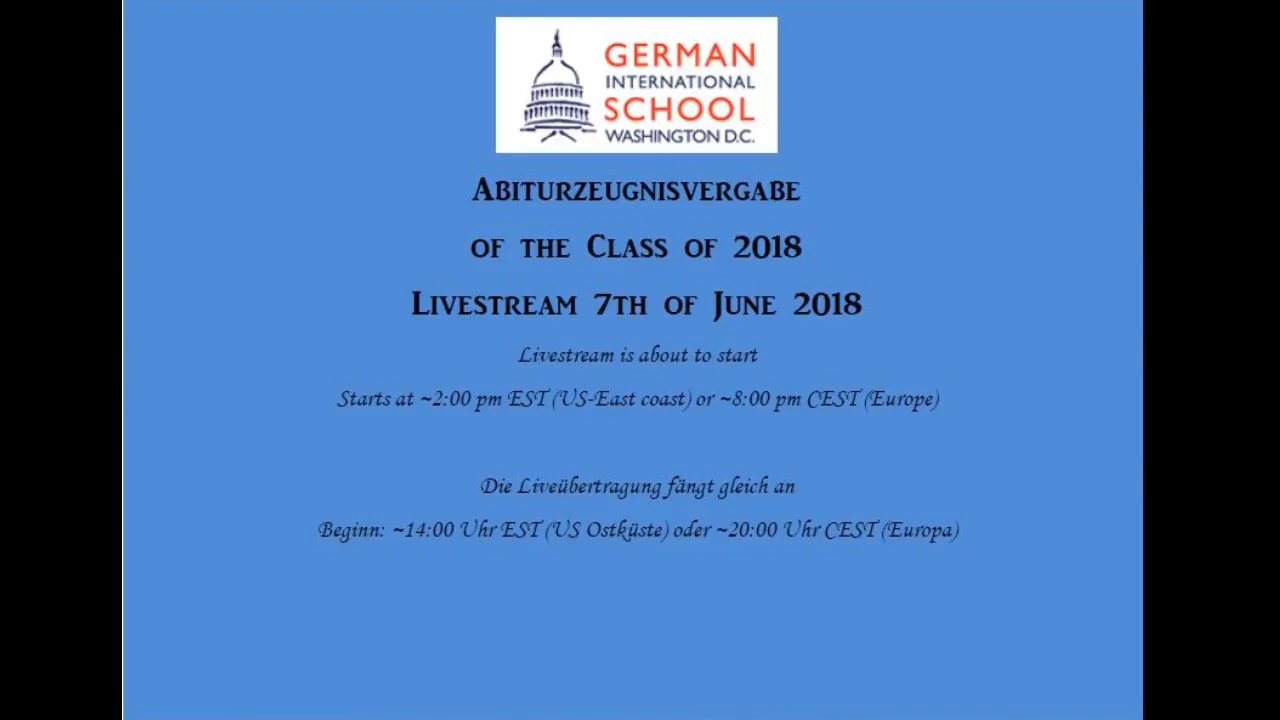 GERMAN
INTERNATIONAL
SCHOOL
WASHINGTON D.C.
Abiturzeugnisvergabe
of the Class of 2018
Livestream 7th of June 2018
Livestream is about to start
Starts at ~2:00 pm EST (US-East coast) or ~8:00 pm CEST (Europe)
Die Liveübertragung fängt gleich an
Beginn: ~14:00 Uhr EST (US Ostküste) oder ~20:00 Uhr CEST (Europa)